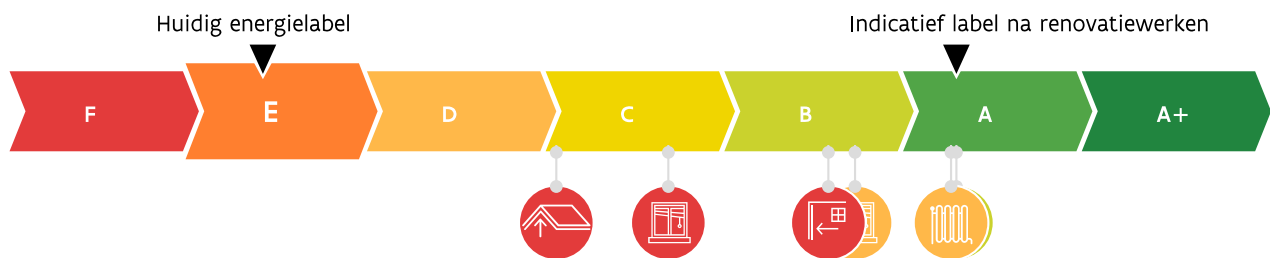 Huidig energielabel
Indicatief label na renovatiewerken
F
E
D
C
B
A
A+